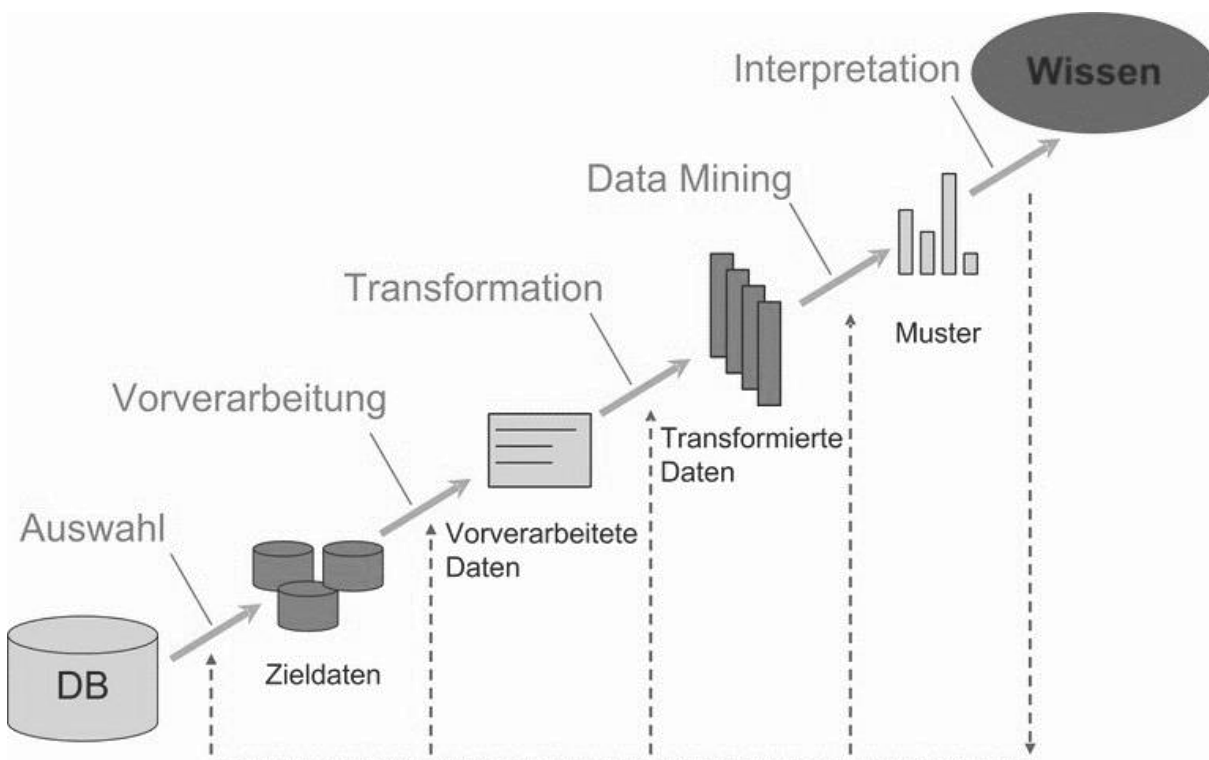 Interpretation
Wissen
Data Mining
Transformation
Muster
Vorverarbeitung
Transformierte
Daten
Auswahl
Vorverarbeitete
Daten
Zieldaten
DB